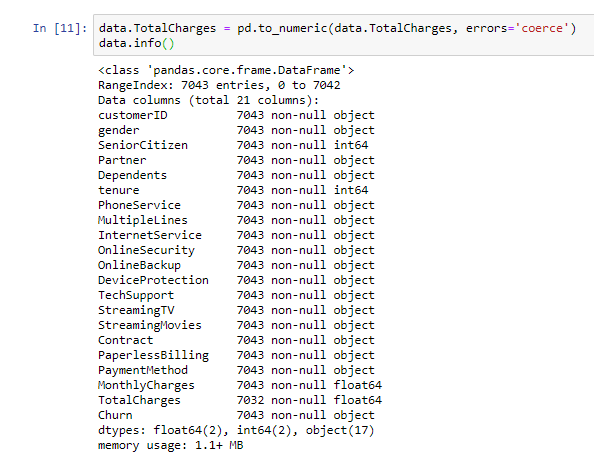 In [11]: data.TotalCharges = pd.to_numeric(data.TotalCharges, errors='coerce')
data.info()
<class 'pandas.core.frame.DataFrame'>
RangeIndex: 7043 entries, 0 to 7042
Data columns (total 21 columns):
customerID          7043 non-null object
gender              7043 non-null object
SeniorCitizen       7043 non-null int64
Partner             7043 non-null object
Dependents          7043 non-null object
tenure              7043 non-null int64
PhoneService        7043 non-null object
MultipleLines       7043 non-null object
InternetService     7043 non-null object
OnlineSecurity      7043 non-null object
OnlineBackup        7043 non-null object
DeviceProtection    7043 non-null object
TechSupport         7043 non-null object
StreamingTV         7043 non-null object
StreamingMovies     7043 non-null object
Contract            7043 non-null object
PaperlessBilling    7043 non-null object
PaymentMethod       7043 non-null object
MonthlyCharges      7043 non-null float64
TotalCharges        7032 non-null float64
Churn               7043 non-null object
dtypes: float64(2), int64(2), object(17)
memory usage: 1.1+ MB